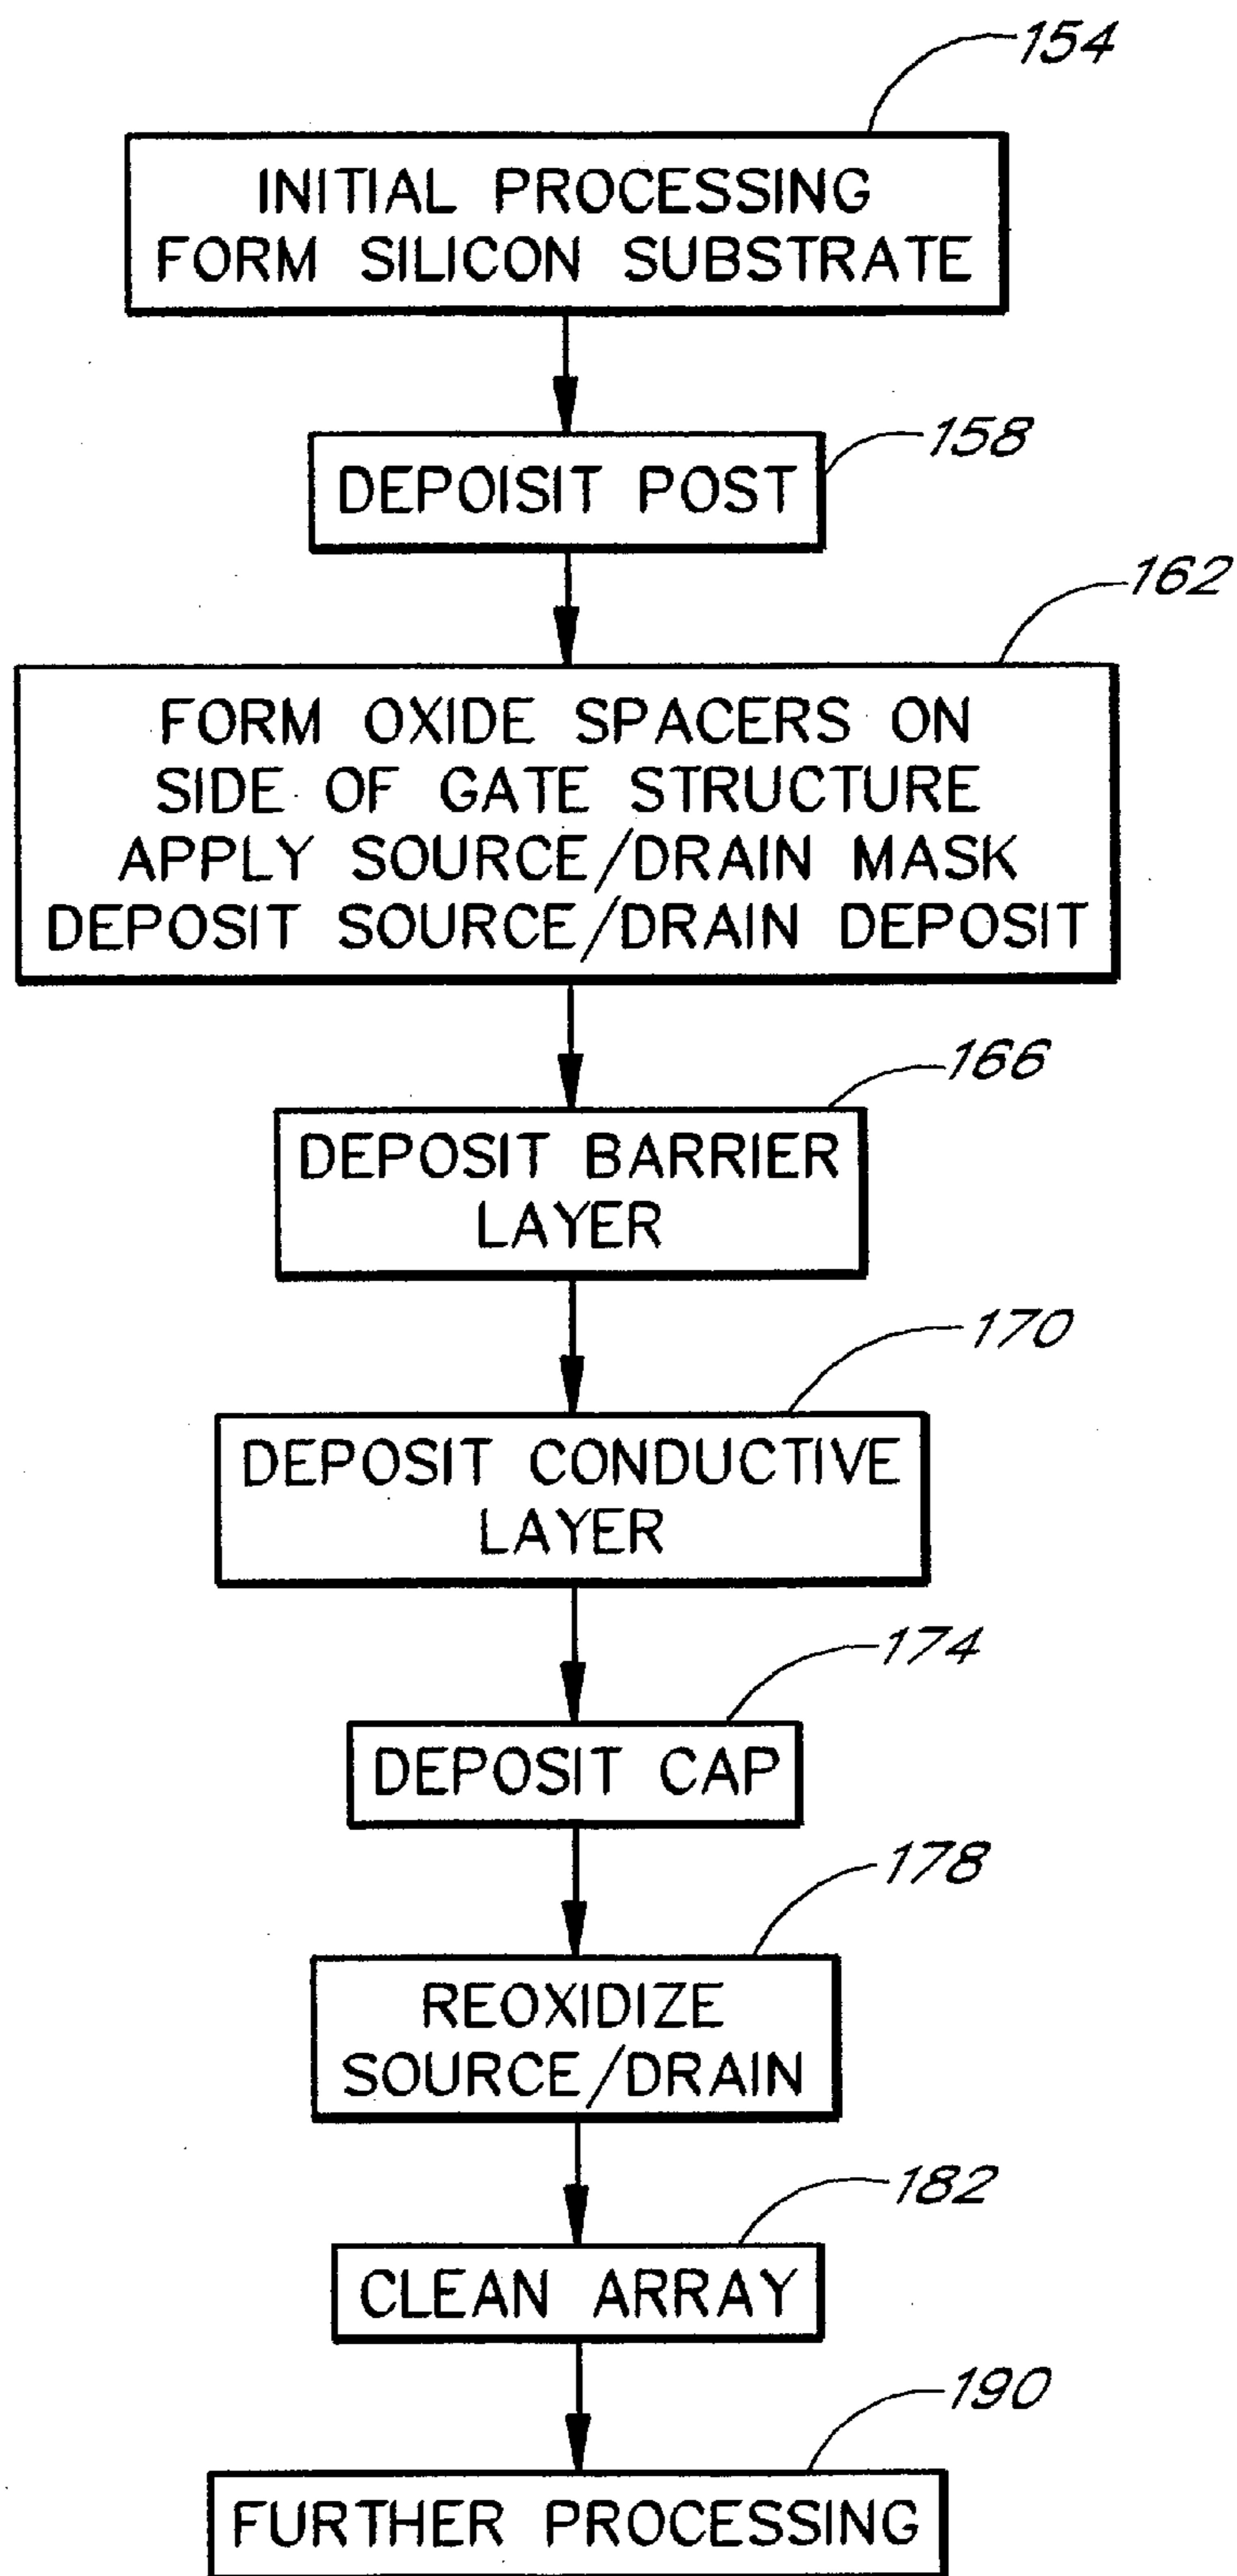 154
INITIAL PROCESSING
FORM SILICON SUBSTRATE
158
DEPOISIT POST
162
FORM OXIDE SPACERS ON
SIDE OF GATE STRUCTURE
APPLY SOURCE/DRAIN MASK
DEPOSIT SOURCE/DRAIN DEPOSIT
166
DEPOSIT BARRIER
LAYER
170
DEPOSIT CONDUCTIVE
LAYER
174
DEPOSIT CAP
178
REOXIDIZE
SOURCE/DRAIN
182
CLEAN ARRAY
190
FURTHER PROCESSING